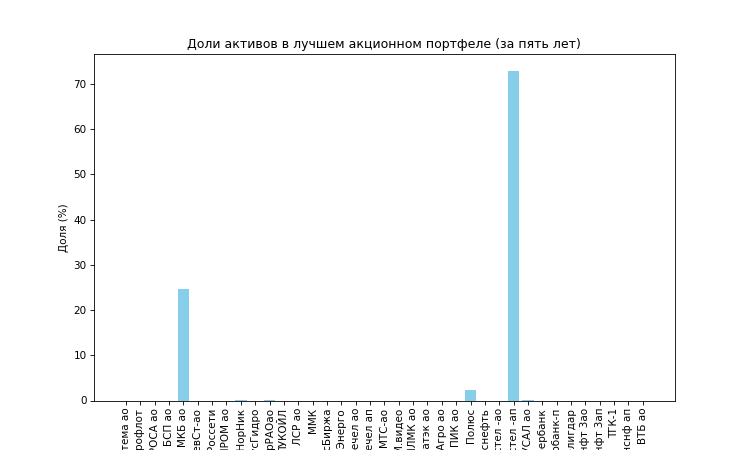 Доли активов в лучшем акционном портфеле (за пять лет)
Доля (%)
70
60
50
40
30
20
10
0
тема ао
рофлот
РОСА ао
БСП ао
МКБ ао
евСт-ао
Россети
ПРОМ ао
НорНик
сГидро
рРАОао
ЛУКОЙЛ
ЛСР ао
ММК
сБиржа
Энерго
ечел ао
ечел ап
МТС-ао
М.видео
ЛМК ао
атэк ао
Агро ао
ПИК ао
Полюс
снефть
стел -ао
стел -ап
УСАЛ ао
ербанк
рбанк-п
лигдар
нфт 3ао
нфт 3ап
ТГК-1
нснф ап
ВТБ ао